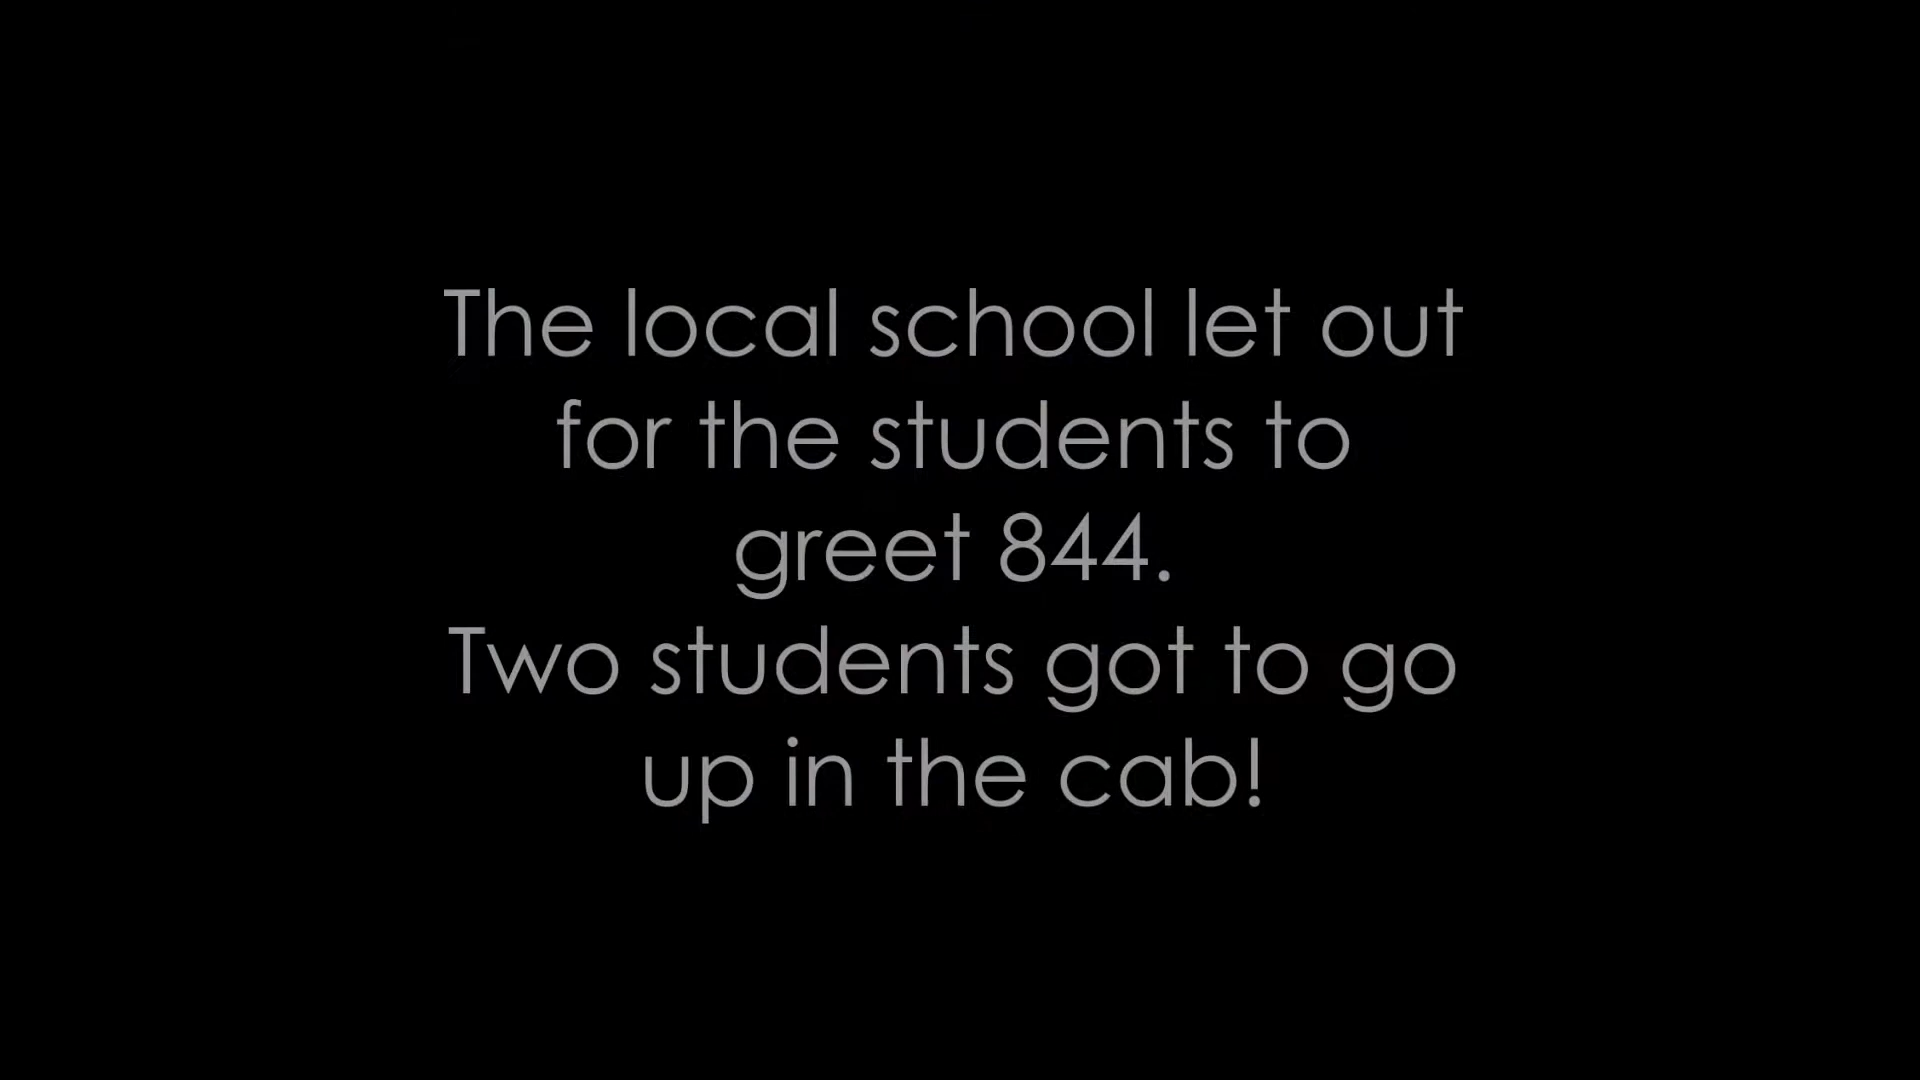 The local school let out
for the students to
greet 844.
Two students got to go
up in the cab!